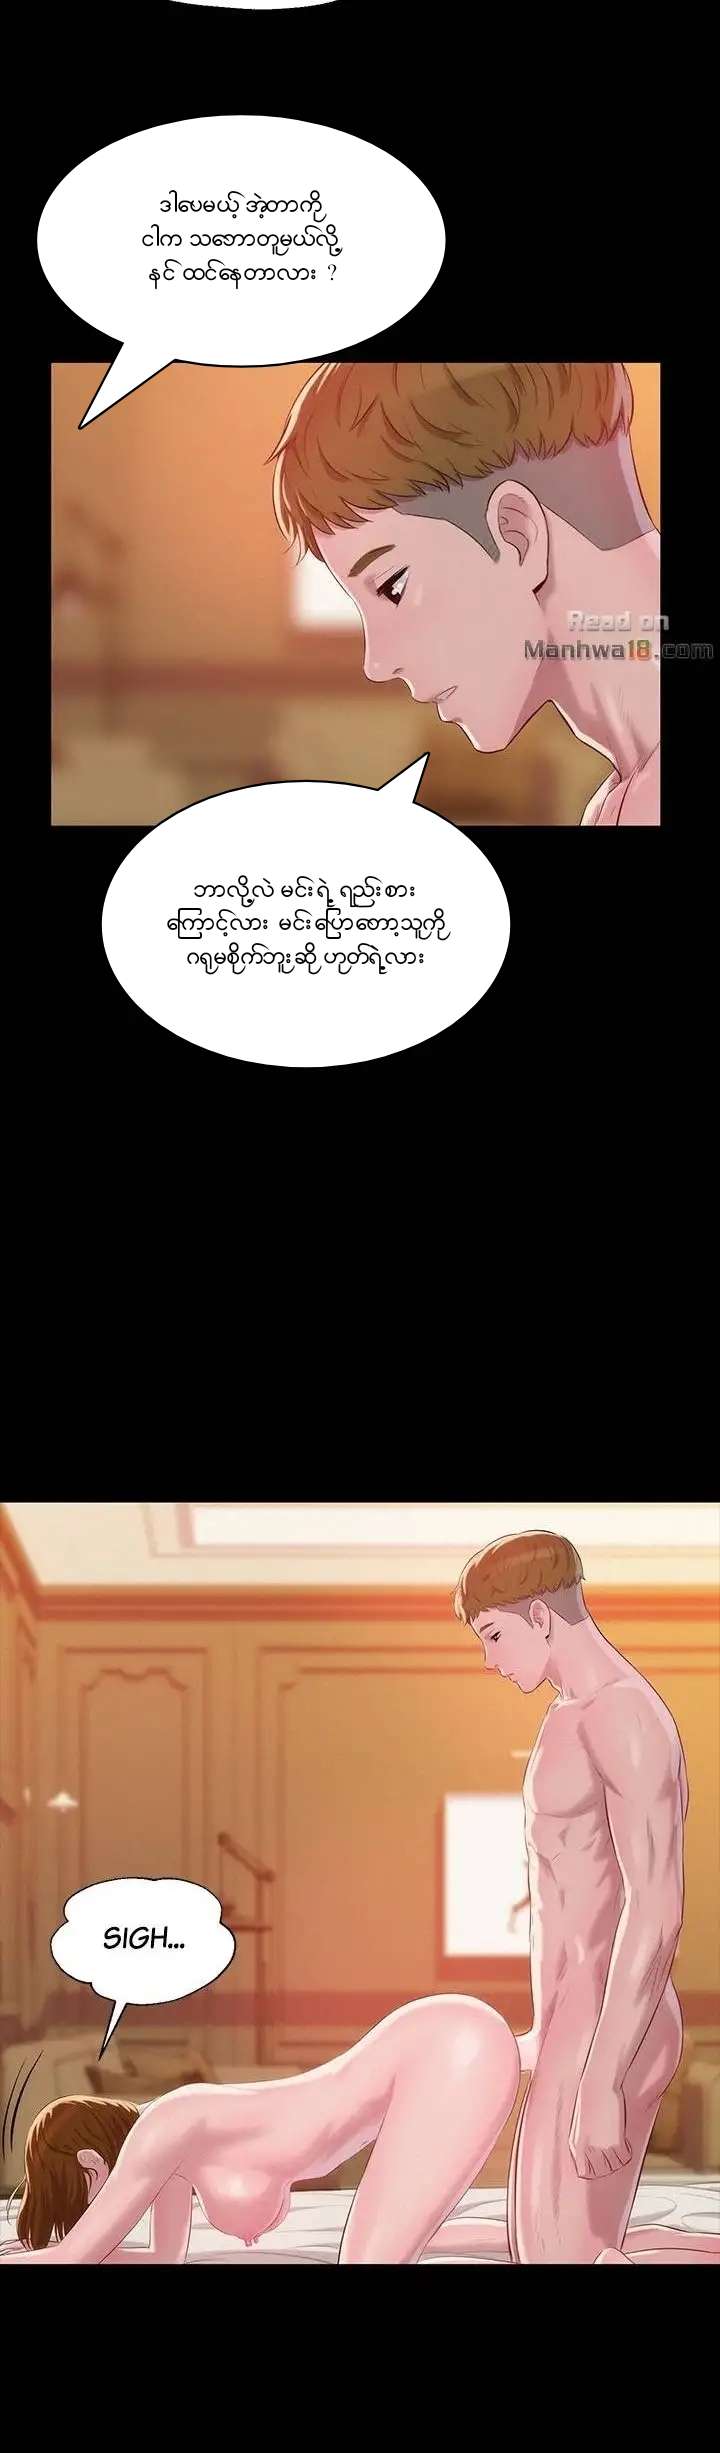 ဒါပေမယ့် အဲ့တာကို
ငါက သဘောတူမယ်လို့
နင် ထင်နေတာလား ?
Read on
Manhwa18.com
ဘာလို့လဲ မင်းရဲ့ ရည်းစား
ကြောင့်လား မင်းပြောတော့သူကို
ဂရုမစိုက်ဘူးဆို ဟုတ်ရဲ့လား
SIGH...